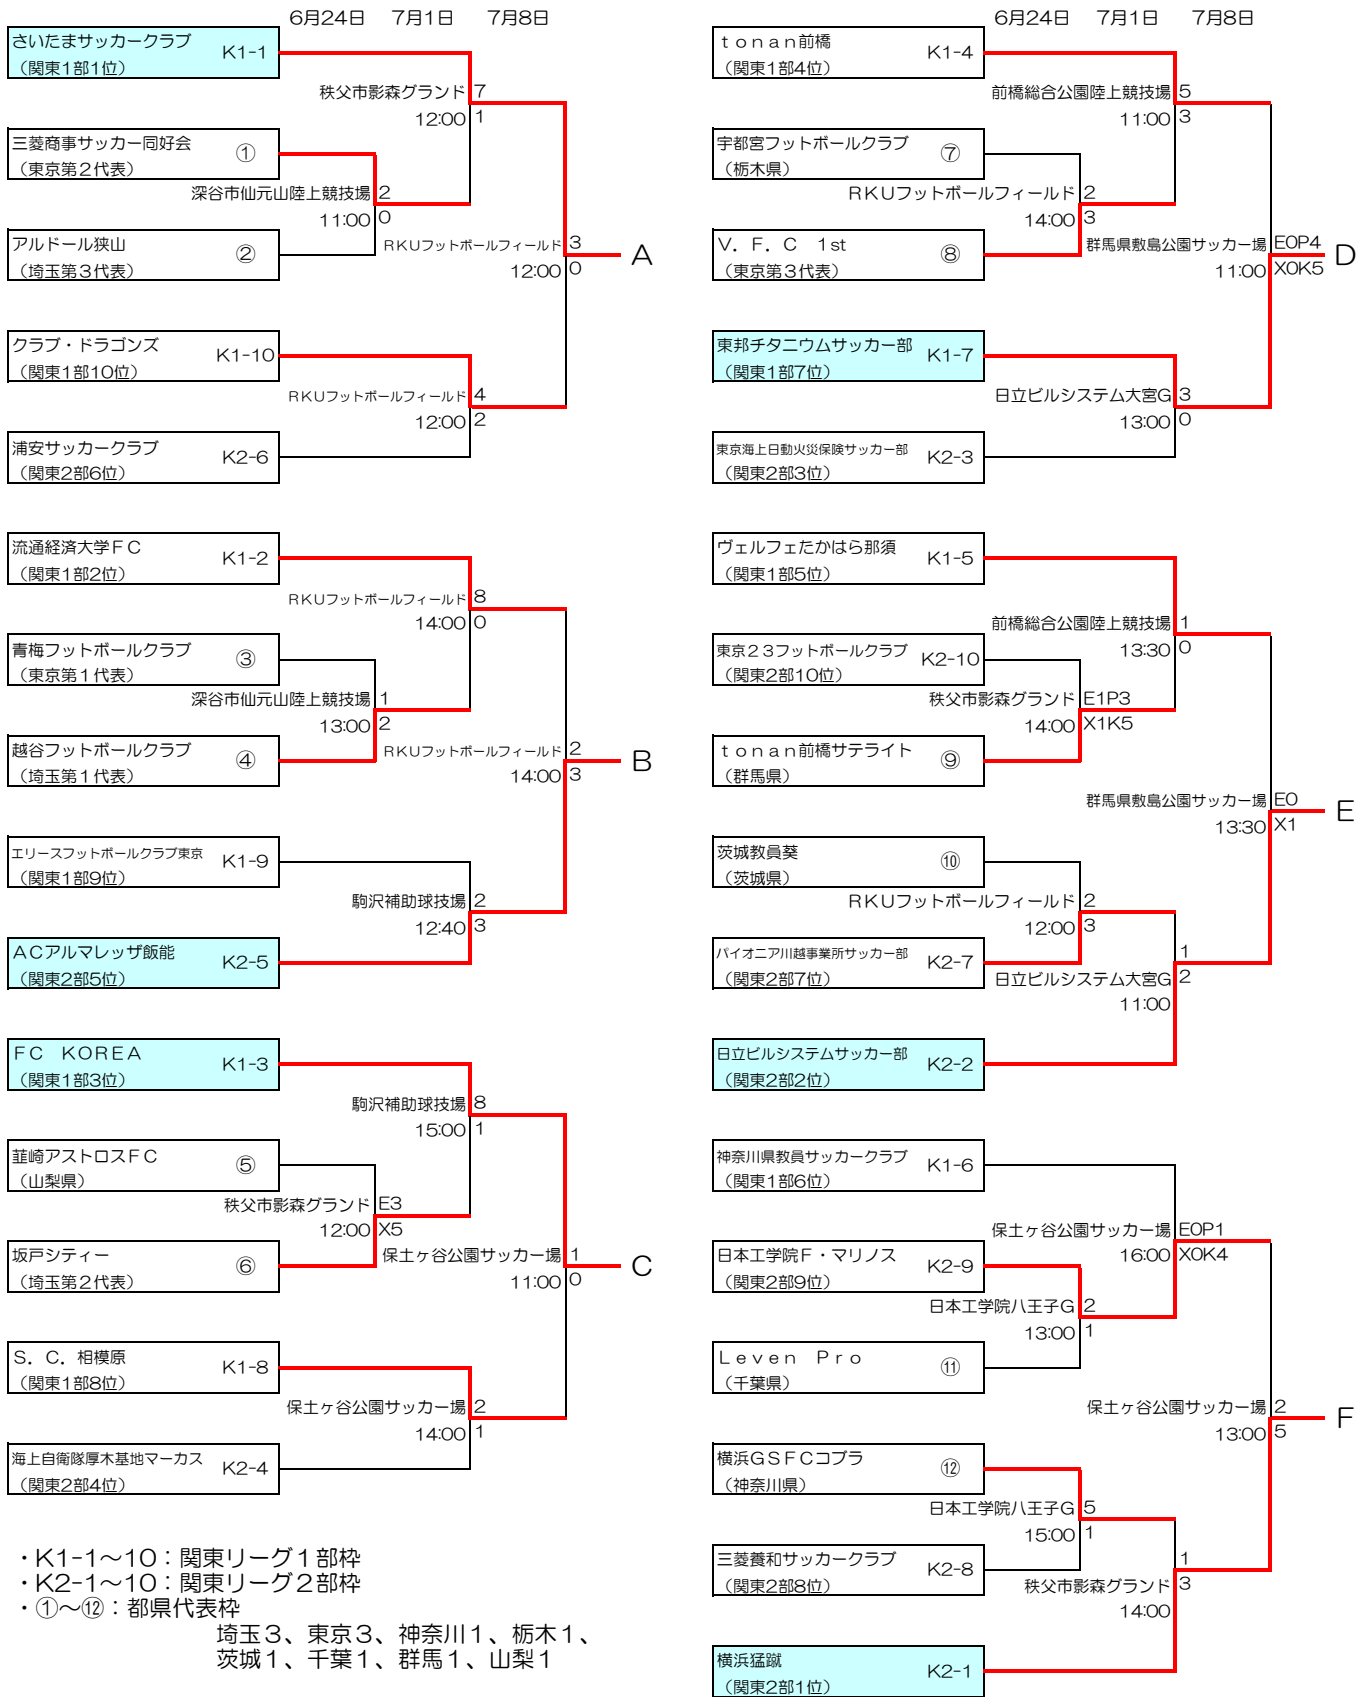 6月24日 7月1日 7月8日
さいたまサッカークラブ K1-1
（関東1部1位）
秩父市影森グランド 7
12:00 1
三菱商事サッカー同好会 ①
（東京第２代表）
深谷市仙元山陸上競技場 2
11:00 0
アルドール狭山 ②
（埼玉第３代表）
RKUフットボールフィールド 3
12:00 0
A
クラブ・ドラゴンズ K1-10
（関東1部10位）
RKUフットボールフィールド 4
12:00 2
浦安サッカークラブ K2-6
（関東2部6位）
流通経済大学ＦＣ K1-2
（関東1部2位）
RKUフットボールフィールド 8
14:00 0
青梅フットボールクラブ ③
（東京第１代表）
深谷市仙元山陸上競技場 1
13:00 2
越谷フットボールクラブ ④
（埼玉第１代表）
RKUフットボールフィールド 2
14:00 3
B
エリースフットボールクラブ東京 K1-9
（関東1部9位）
駒沢補助球技場 2
12:40 3
ＡＣアルマレッザ飯能 K2-5
（関東2部5位）
ＦＣ　ＫＯＲＥＡ K1-3
（関東1部3位）
駒沢補助球技場 8
15:00 1
韮崎アストロスＦＣ ⑤
（山梨県）
秩父市影森グランド E3
12:00 X5
坂戸シティー ⑥
（埼玉第２代表）
保土ヶ谷公園サッカー場 1
11:00 0
C
Ｓ．Ｃ．相模原 K1-8
（関東1部8位）
保土ヶ谷公園サッカー場 2
14:00 1
海上自衛隊厚木基地マーカス K2-4
（関東2部4位）
・K1-1～10：関東リーグ１部枠
・K2-1～10：関東リーグ２部枠
・①～⑫：都県代表枠
埼玉３、東京３、神奈川１、栃木１、
茨城１、千葉１、群馬１、山梨１
6月24日 7月1日 7月8日
ｔｏｎａｎ前橋 K1-4
（関東1部4位）
前橋総合公園陸上競技場 5
11:00 3
宇都宮フットボールクラブ ⑦
（栃木県）
RKUフットボールフィールド 2
14:00 3
Ｖ．Ｆ．Ｃ　1st ⑧
（東京第３代表）
群馬県敷島公園サッカー場 E0P4
11:00 X0K5
D
東邦チタニウムサッカー部 K1-7
（関東1部7位）
日立ビルシステム大宮G 3
13:00 0
東京海上日動火災保険サッカー部 K2-3
（関東2部3位）
ヴェルフェたかはら那須 K1-5
（関東1部5位）
前橋総合公園陸上競技場 1
13:30 0
東京２３フットボールクラブ K2-10
（関東2部10位）
秩父市影森グランド E1P3
14:00 X1K5
ｔｏｎａｎ前橋サテライト ⑨
（群馬県）
群馬県敷島公園サッカー場 E0
13:30 X1
E
茨城教員葵 ⑩
（茨城県）
RKUフットボールフィールド 2
12:00 3
パイオニア川越事業所サッカー部 K2-7
（関東2部7位）
1
日立ビルシステム大宮G 2
11:00
日立ビルシステムサッカー部 K2-2
（関東2部2位）
神奈川県教員サッカークラブ K1-6
（関東1部6位）
保土ヶ谷公園サッカー場 E0P1
16:00 X0K4
日本工学院Ｆ・マリノス K2-9
（関東2部9位）
日本工学院八王子G 2
13:00 1
Ｌｅｖｅｎ　Ｐｒｏ ⑪
（千葉県）
保土ヶ谷公園サッカー場 2
13:00 5
F
横浜ＧＳＦＣコブラ ⑫
（神奈川県）
日本工学院八王子G 5
15:00 1
三菱養和サッカークラブ K2-8
（関東2部8位）
1
秩父市影森グランド 3
14:00
横浜猛蹴 K2-1
（関東2部1位）